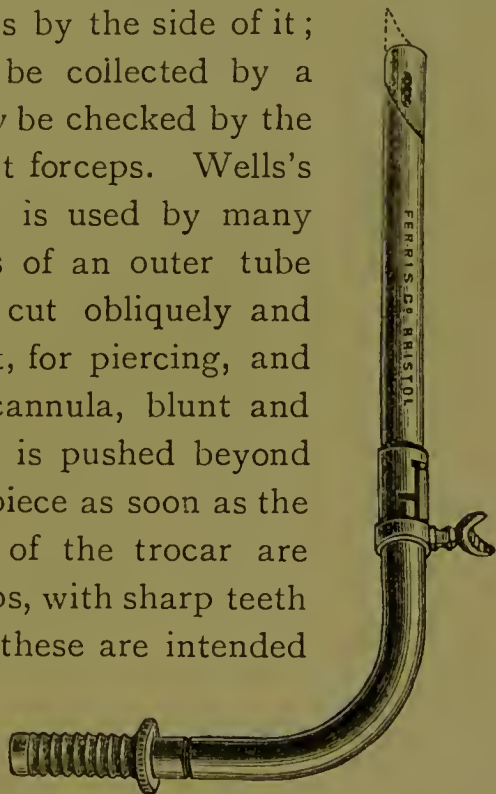 s by the side of it ;
be collected by a
y be checked by the
t forceps. Wells's
is used by many
s of an outer tube
cut obliquely and
t, for piercing, and
cannula, blunt and
is pushed beyond
piece as soon as the
of the trocar are
os, with sharp teeth
these are intended
FERRIS & Co BRISTOL